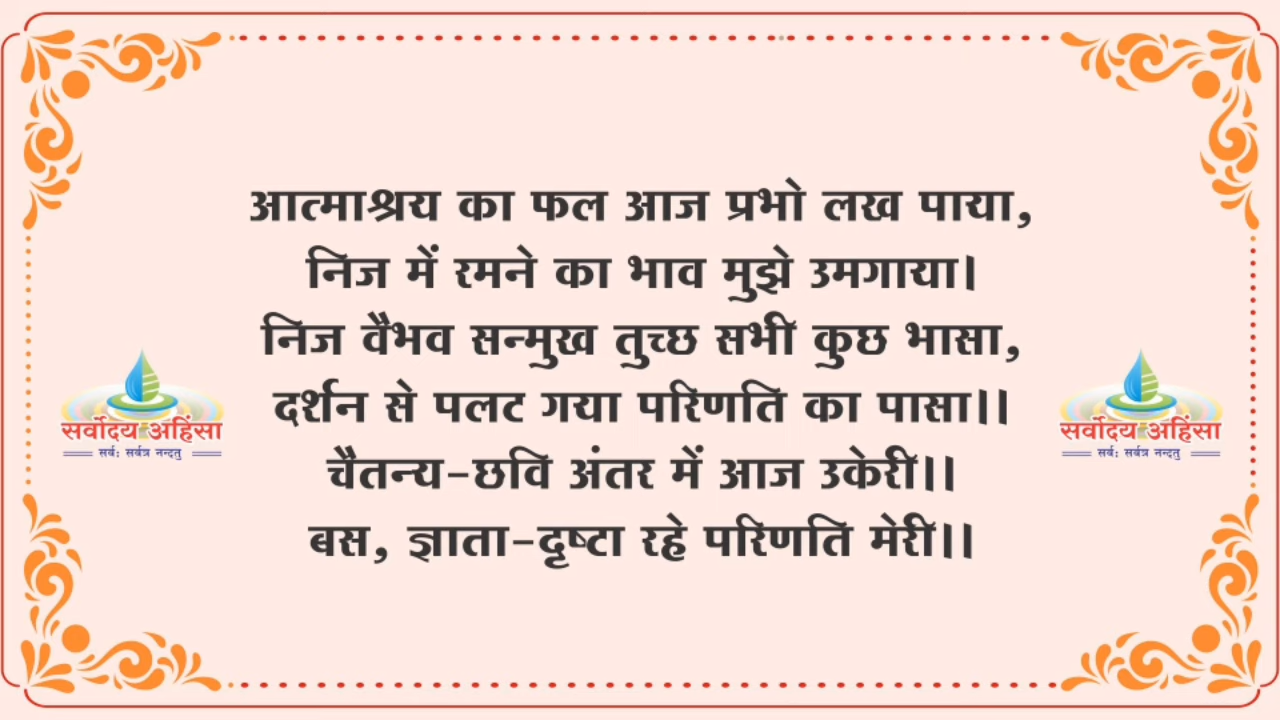 आत्माश्रय का फल आज प्रभो लख पाया,
निज में रमने का भाव मुझे उमगाया।
निज वैभव सन्मुख तुच्छ सभी कुछ भासा,
दर्शन से पलट गया परिणति का पासा।।
चैतन्य-छवि अंतर में आज उकेरी।।
बस, ज्ञाता-दृष्टा रहे परिणति मेरी।।
सर्वोदय अहिंसा
सर्वः सर्वत्र नन्दतु
सर्वोदय अहिंसा
सर्वः सर्वत्र नन्दतु